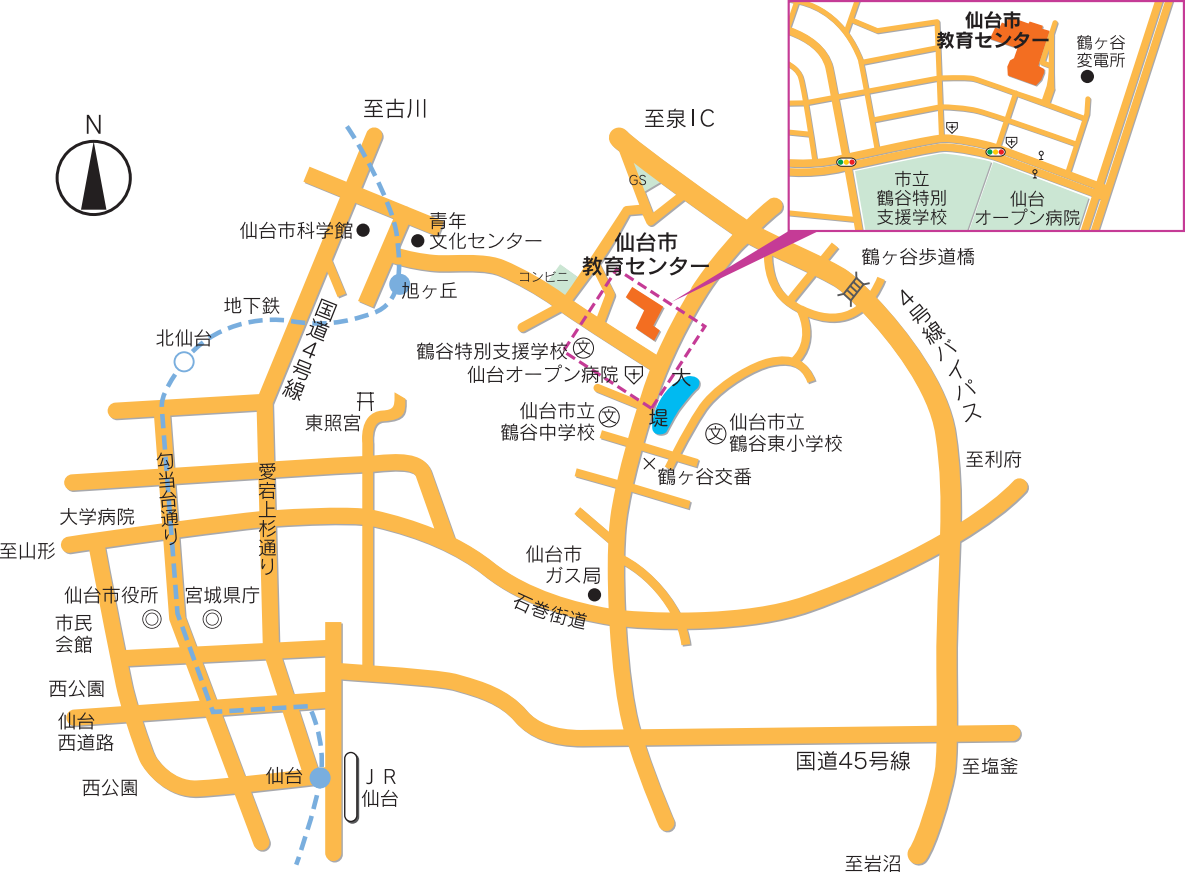 仙台市
教育センター
鶴ヶ谷
変電所
市立
鶴谷特別
支援学校
仙台
オープン病院
N
至古川
至泉IC
GS
仙台市科学館
青年
文化センター
仙台市
教育センター
コンビニ
鶴ヶ谷歩道橋
旭ヶ丘
地下鉄
国道4号線
4号線バイパス
北仙台
鶴谷特別支援学校
文
仙台オープン病院
大堤
東照宮
仙台市立
鶴谷中学校
文
文
仙台市立
鶴谷東小学校
鶴ヶ谷交番
至利府
勾当台通り
愛宕上杉通り
大学病院
至山形
仙台市
ガス局
石巻街道
仙台市役所
宮城県庁
市民
会館
西公園
仙台
西道路
西公園
仙台
JR
仙台
国道45号線
至塩釜
至岩沼